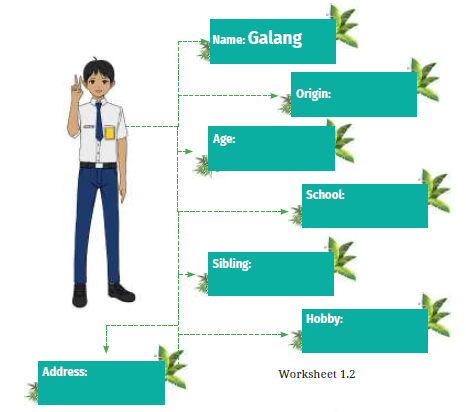 Name: Galang
Origin:
Age:
School:
Sibling:
Hobby:
Address:
Worksheet 1.2